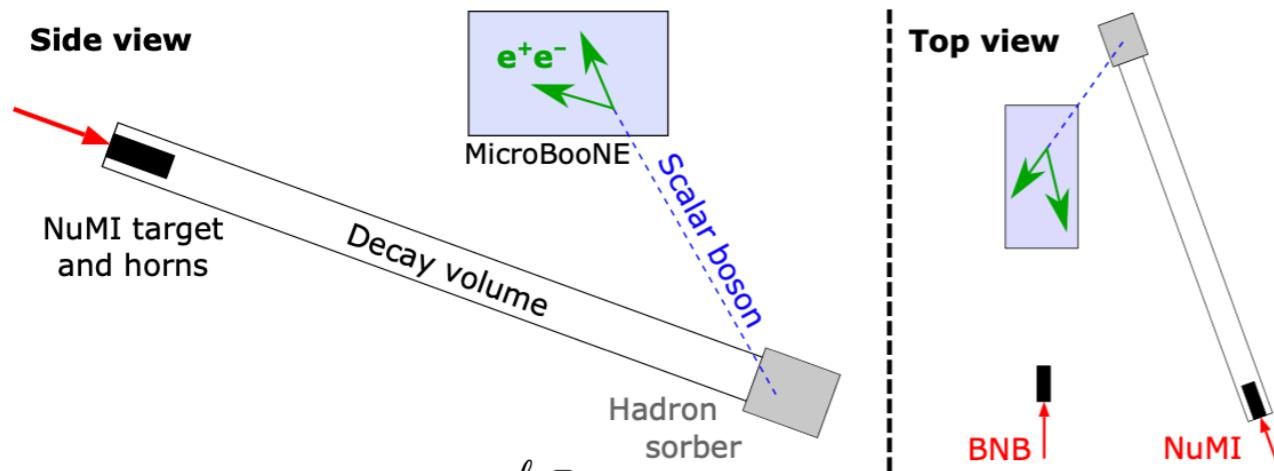 Side view
e⁺e⁻
MicroBooNE
Scalar boson
NuMI target
and horns
Decay volume
Hadron
sorber
Top view
BNB
NuMI